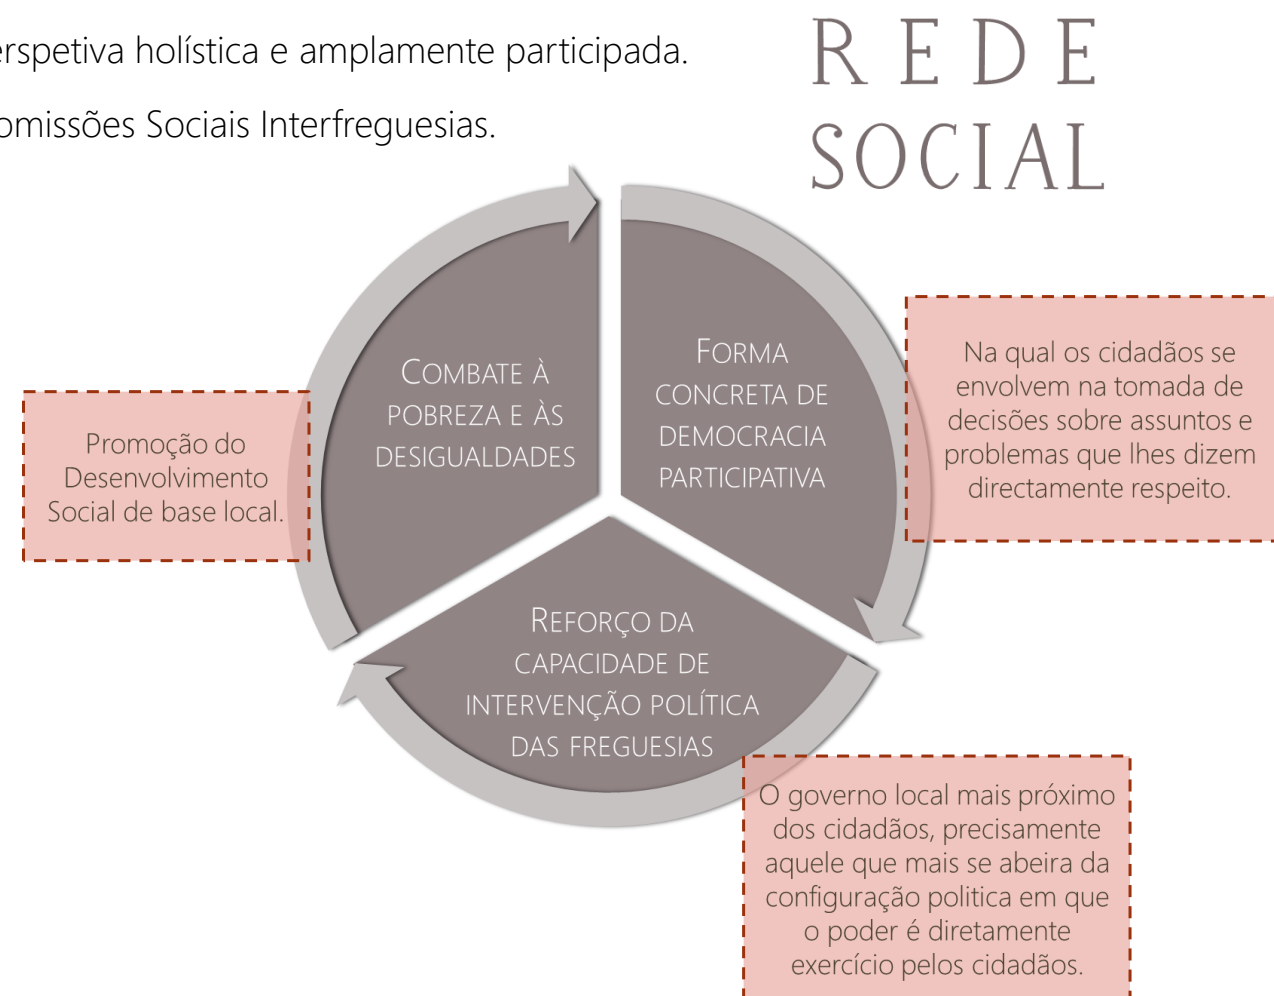 erspetiva holística e amplamente participada.
omissões Sociais Interfreguesias.
REDE
SOCIAL
COMBATE À
POBREZA E ÀS
DESIGUALDADES
FORMA
CONCRETA DE
DEMOCRACIA
PARTICIPATIVA
REFORÇO DA
CAPACIDADE DE
INTERVENÇÃO POLÍTICA
DAS FREGUESIAS
Promoção do
Desenvolvimento
Social de base local.
Na qual os cidadãos se
envolvem na tomada de
decisões sobre assuntos e
problemas que lhes dizem
directamente respeito.
O governo local mais próximo
dos cidadãos, precisamente
aquele que mais se abeira da
configuração politica em que
o poder é diretamente
exercício pelos cidadãos.